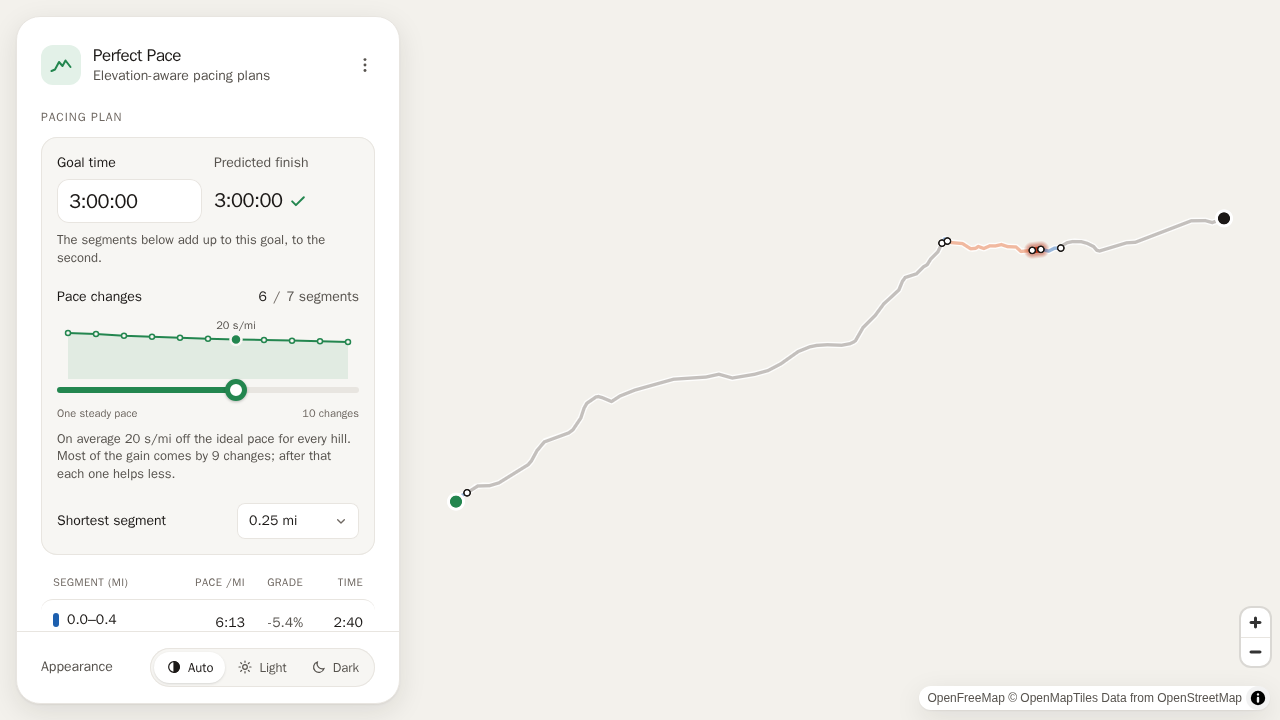 Perfect Pace
Elevation-aware pacing plans
PACING PLAN
Goal time
Predicted finish
3:00:00
3:00:00
The segments below add up to this goal, to the
second.
Pace changes
6 / 7 segments
20 s/mi
One steady pace
10 changes
On average 20 s/mi off the ideal pace for every hill.
Most of the gain comes by 9 changes; after that
each one helps less.
Shortest segment
0.25 mi
SEGMENT (MI) PACE /MI GRADE TIME
0.0–0.4 6:13 -5.4% 2:40
Appearance
Auto Light Dark
OpenFreeMap © OpenMapTiles Data from OpenStreetMap